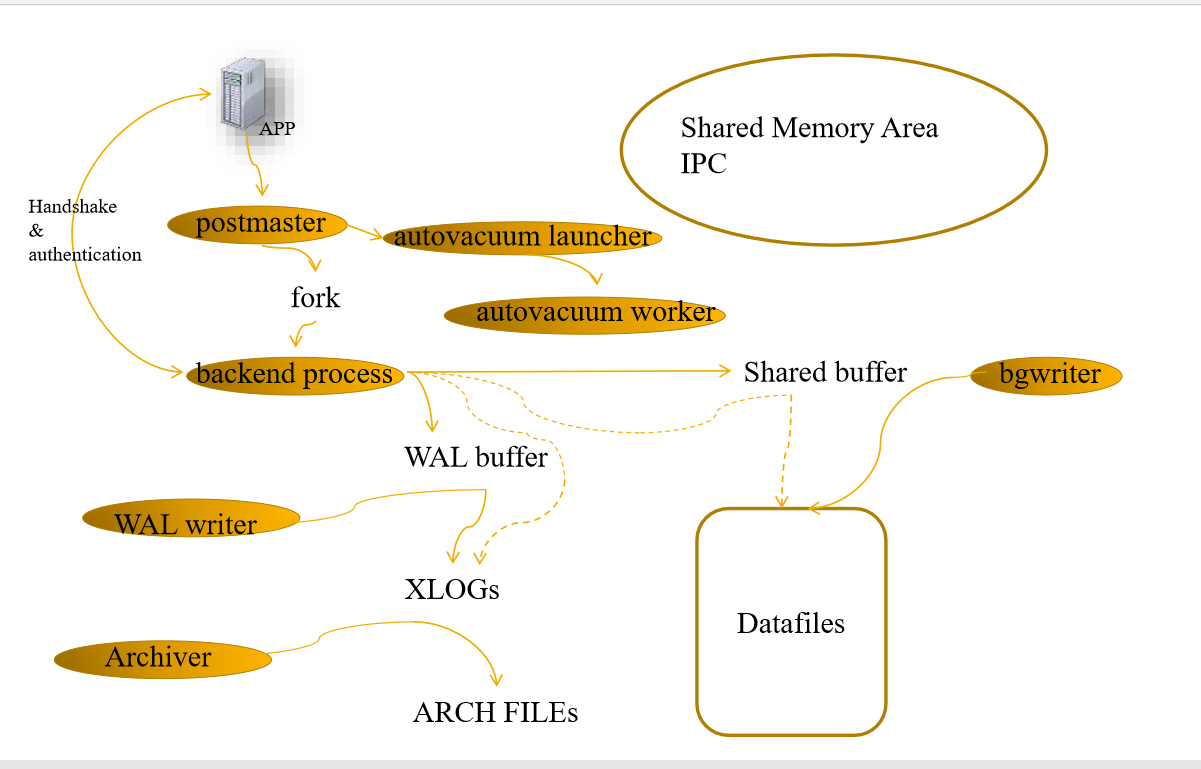 Shared Memory Area
IPC
APP
Handshake
&
authentication
postmaster
autovacuum launcher
fork
autovacuum worker
backend process
Shared buffer
bgwriter
WAL buffer
WAL writer
XLOGs
Datafiles
Archiver
ARCH FILEs